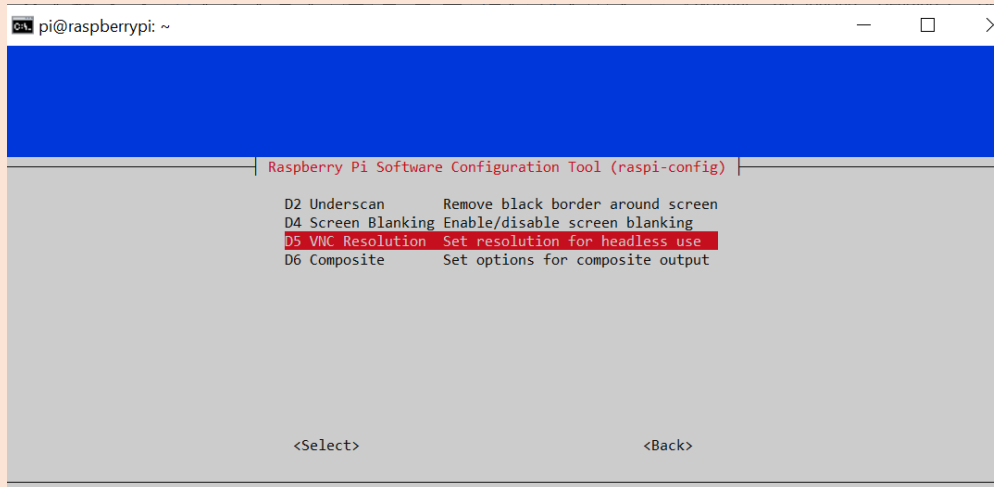 pi@raspberrypi: ~
Raspberry Pi Software Configuration Tool (raspi-config)
D2 Underscan Remove black border around screen
D4 Screen Blanking Enable/disable screen blanking
D5 VNC Resolution Set resolution for headless use
D6 Composite Set options for composite output
<Select> <Back>